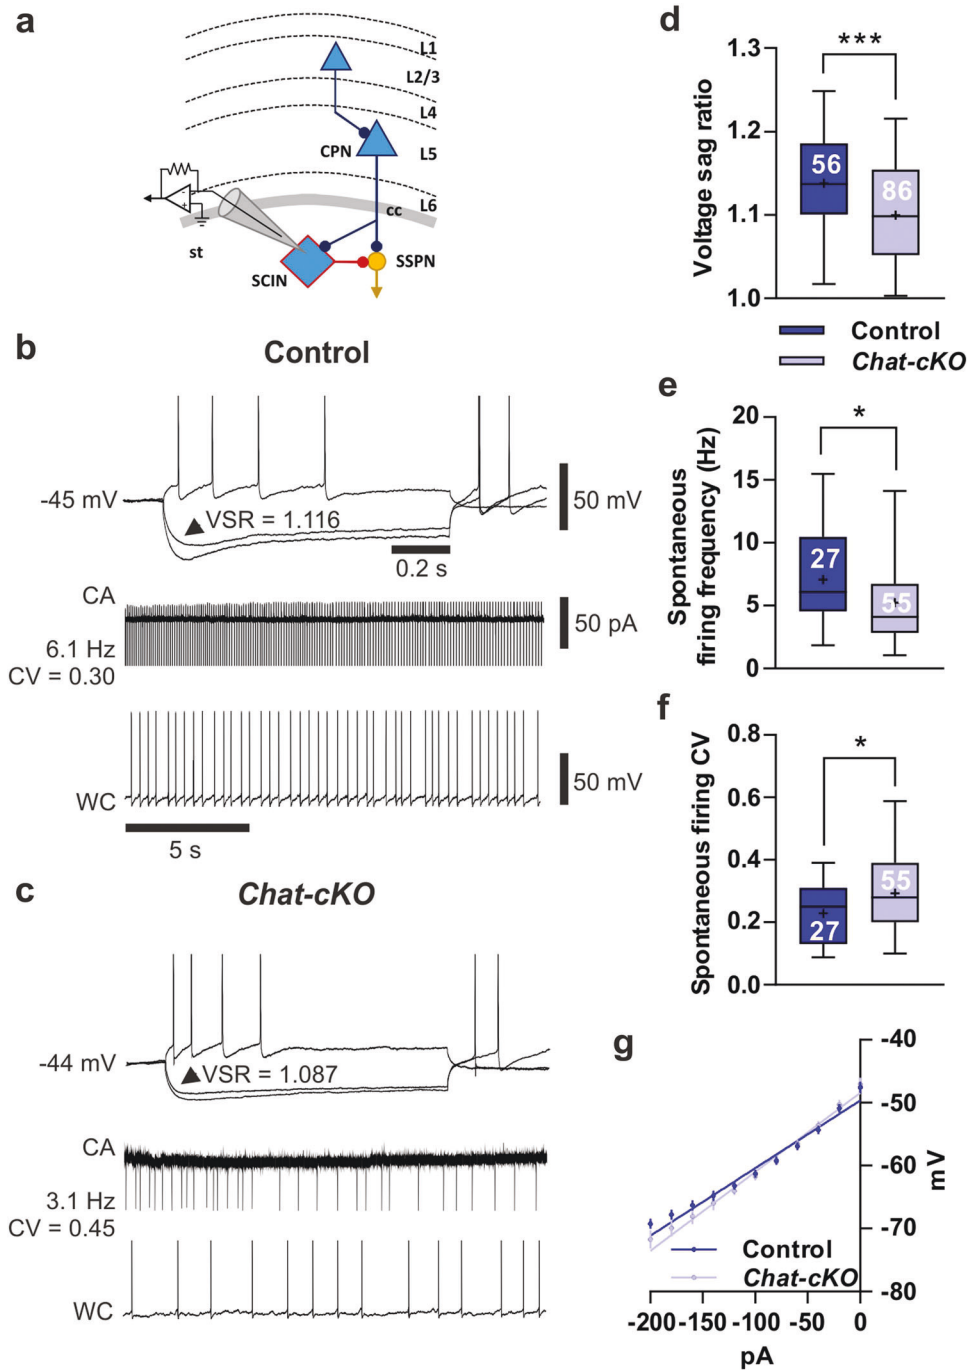 a
L1
L2/3
L4
CPN
L5
L6
cc
st
SCIN
SSPN
b
Control
-45 mV
VSR = 1.116
50 mV
0.2 s
CA
50 pA
6.1 Hz
CV = 0.30
WC
50 mV
5 s
c
Chat-cKO
-44 mV
VSR = 1.087
CA
3.1 Hz
CV = 0.45
WC
d
Voltage sag ratio
1.3
1.2
1.1
1.0
***
56
86
Control
Chat-cKO
e
Spontaneous
firing frequency (Hz)
20
15
10
5
0
*
27
55
f
Spontaneous firing CV
0.8
0.6
0.4
0.2
0.0
*
55
27
g
-40
-50
-60
-70
-80
mV
Control
Chat-cKO
-200 -150 -100 -50 0
pA